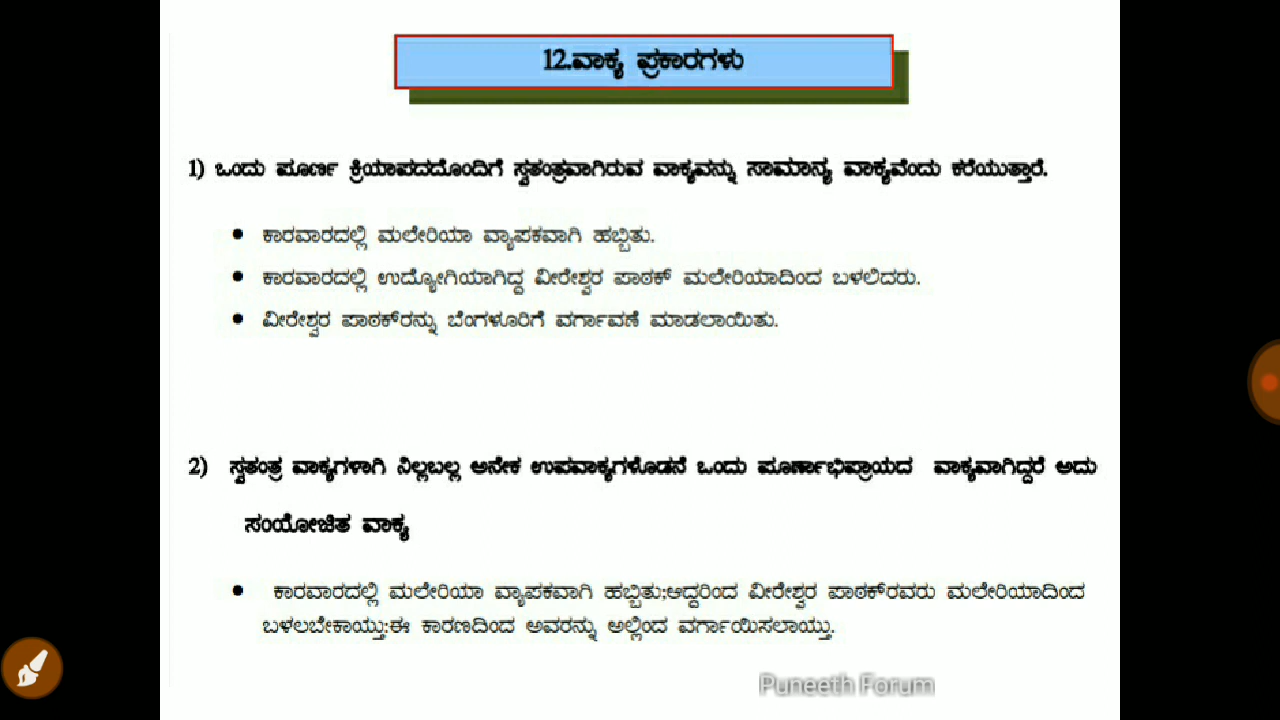 12.ವಾಕ್ಯ ಪ್ರಕಾರಗಳು
1) ಒಂದು ಪೂರ್ಣ ಕ್ರಿಯಾಪದದೊಂದಿಗೆ ಸ್ವತಂತ್ರವಾಗಿರುವ ವಾಕ್ಯವನ್ನು ಸಾಮಾನ್ಯ ವಾಕ್ಯವೆಂದು ಕರೆಯುತ್ತಾರೆ.
• ಕಾರವಾರದಲ್ಲಿ ಮಲೇರಿಯಾ ವ್ಯಾಪಕವಾಗಿ ಹಬ್ಬಿತು.
• ಕಾರವಾರದಲ್ಲಿ ಉದ್ಯೋಗಿಯಾಗಿದ್ದ ವೀರೇಶ್ವರ ಪಾಠಕ್ ಮಲೇರಿಯಾದಿಂದ ಬಳಲಿದರು.
• ವೀರೇಶ್ವರ ಪಾಠಕ್‌ರನ್ನು ಬೆಂಗಳೂರಿಗೆ ವರ್ಗಾವಣೆ ಮಾಡಲಾಯಿತು.
2) ಸ್ವತಂತ್ರ ವಾಕ್ಯಗಳಾಗಿ ನಿಲ್ಲಬಲ್ಲ ಅನೇಕ ಉಪವಾಕ್ಯಗಳೊಡನೆ ಒಂದು ಪೂರ್ಣಾಭಿಪ್ರಾಯದ ವಾಕ್ಯವಾಗಿದ್ದರೆ ಅದು
ಸಂಯೋಜಿತ ವಾಕ್ಯ
• ಕಾರವಾರದಲ್ಲಿ ಮಲೇರಿಯಾ ವ್ಯಾಪಕವಾಗಿ ಹಬ್ಬಿತು;ಆದ್ದರಿಂದ ವೀರೇಶ್ವರ ಪಾಠಕ್‌ರವರು ಮಲೇರಿಯಾದಿಂದ
ಬಳಲಬೇಕಾಯ್ತು;ಈ ಕಾರಣದಿಂದ ಅವರನ್ನು ಅಲ್ಲಿಂದ ವರ್ಗಾಯಿಸಲಾಯ್ತು.
Puneeth Forum